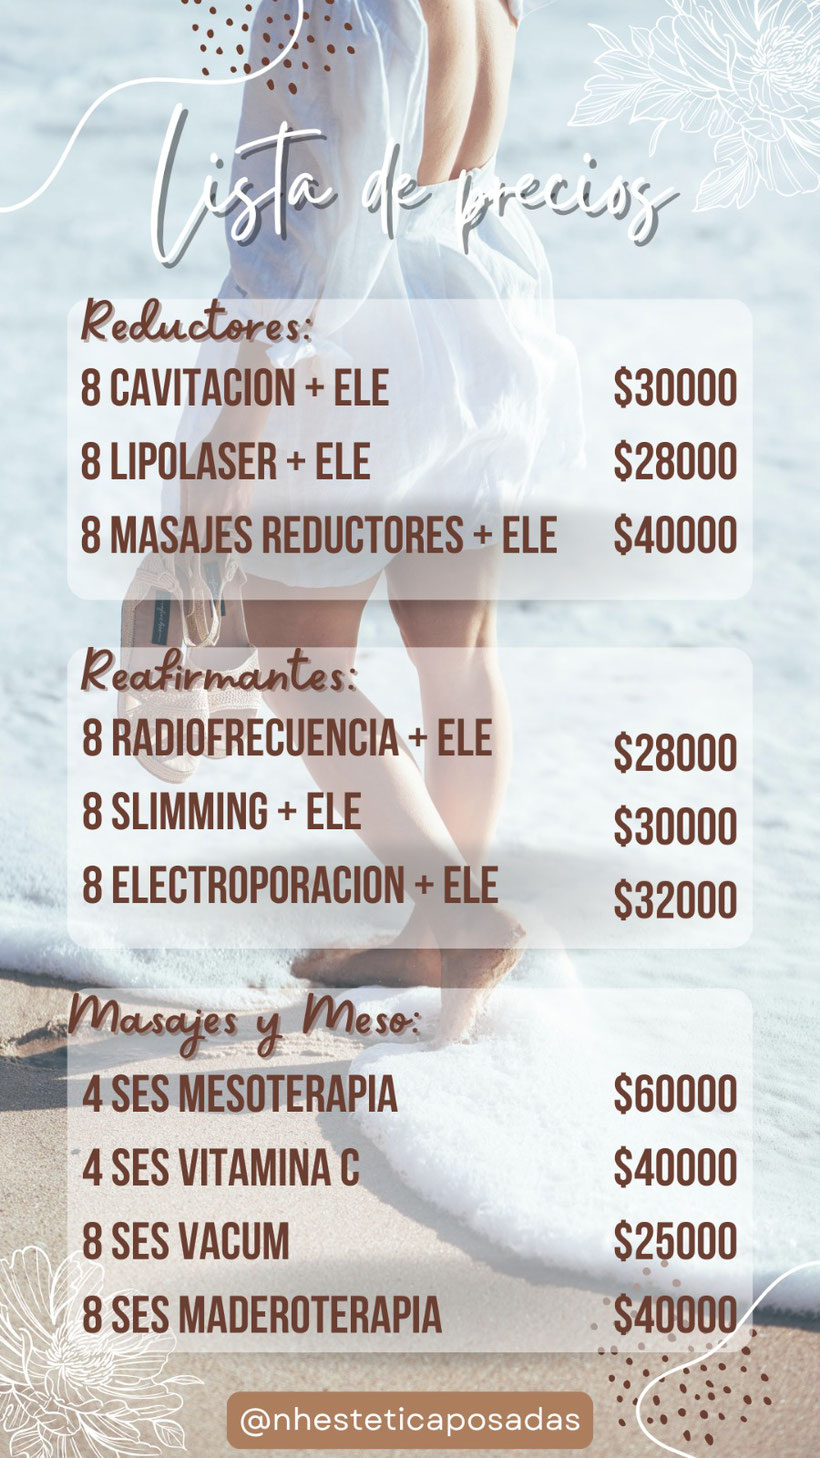 Lista de precios
Reductores:
8 CAVITACION + ELE $30000
8 LIPOLASER + ELE $28000
8 MASAJES REDUCTORES + ELE $40000
Reafirmantes:
8 RADIOFRECUENCIA + ELE $28000
8 SLIMMING + ELE $30000
8 ELECTROPORACION + ELE $32000
Masajes y Meso:
4 SES MESOTERAPIA $60000
4 SES VITAMINA C $40000
8 SES VACUM $25000
8 SES MADEROTERAPIA $40000
@nhesteticaposadas